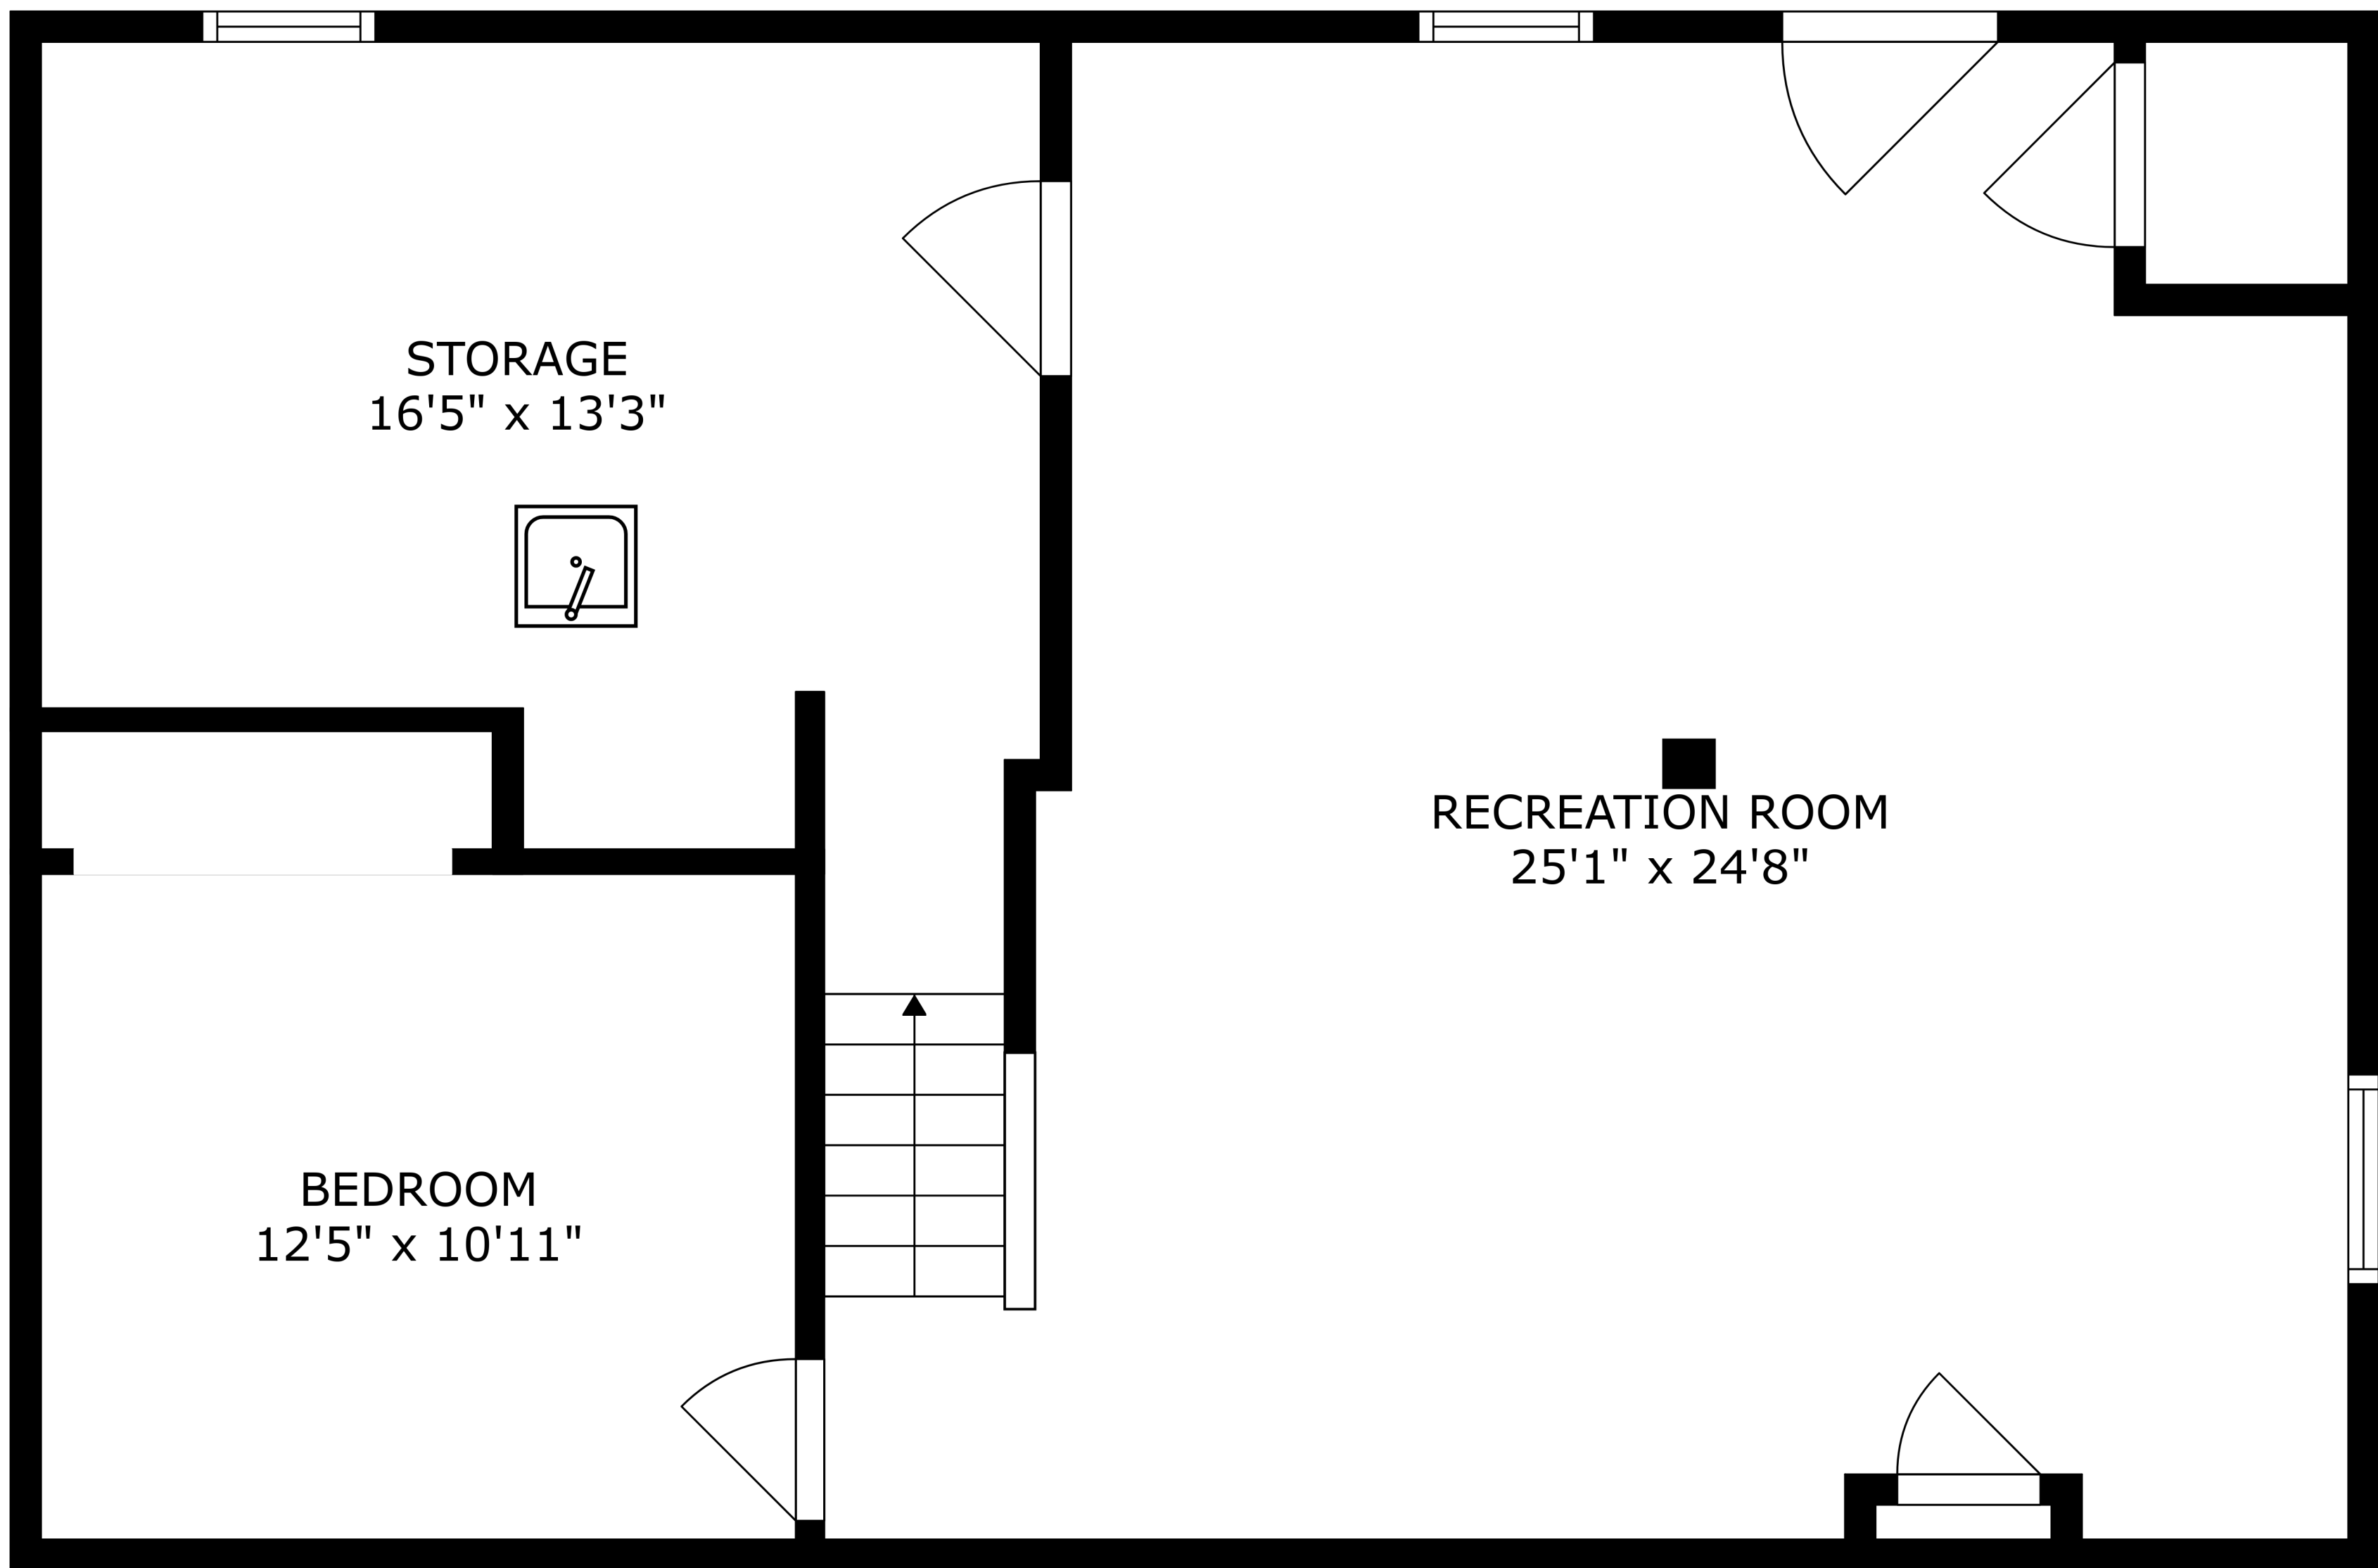 STORAGE
16'5" x 13'3"
RECREATION ROOM
25'1" x 24'8"
BEDROOM
12'5" x 10'11"